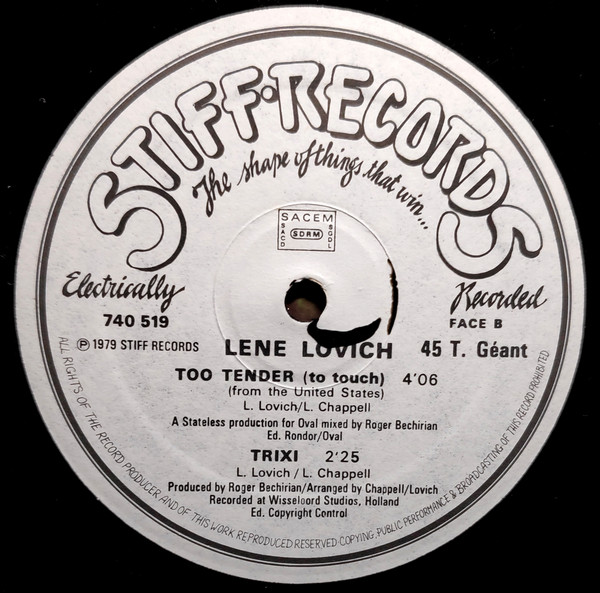 STIFF·RECORDS
The shape of things that win...
SACEM
SACD
SDRM
SGDL
Electrically
Recorded
740 519
FACE B
℗ 1979 STIFF RECORDS
LENE LOVICH
45 T. Géant
TOO TENDER (to touch) 4'06
(from the United States)
L. Lovich/L. Chappell
A Stateless production for Oval mixed by Roger Bechirian
Ed. Rondor/Oval
TRIXI 2'25
L. Lovich / L. Chappell
Produced by Roger Bechirian/Arranged by Chappell/Lovich
Recorded at Wisseloord Studios, Holland
Ed. Copyright Control
ALL RIGHTS OF THE RECORD PRODUCER AND OF THIS WORK REPRODUCED RESERVED·COPYING, PUBLIC PERFORMANCE & BROADCASTING OF THIS RECORD PROHIBITED